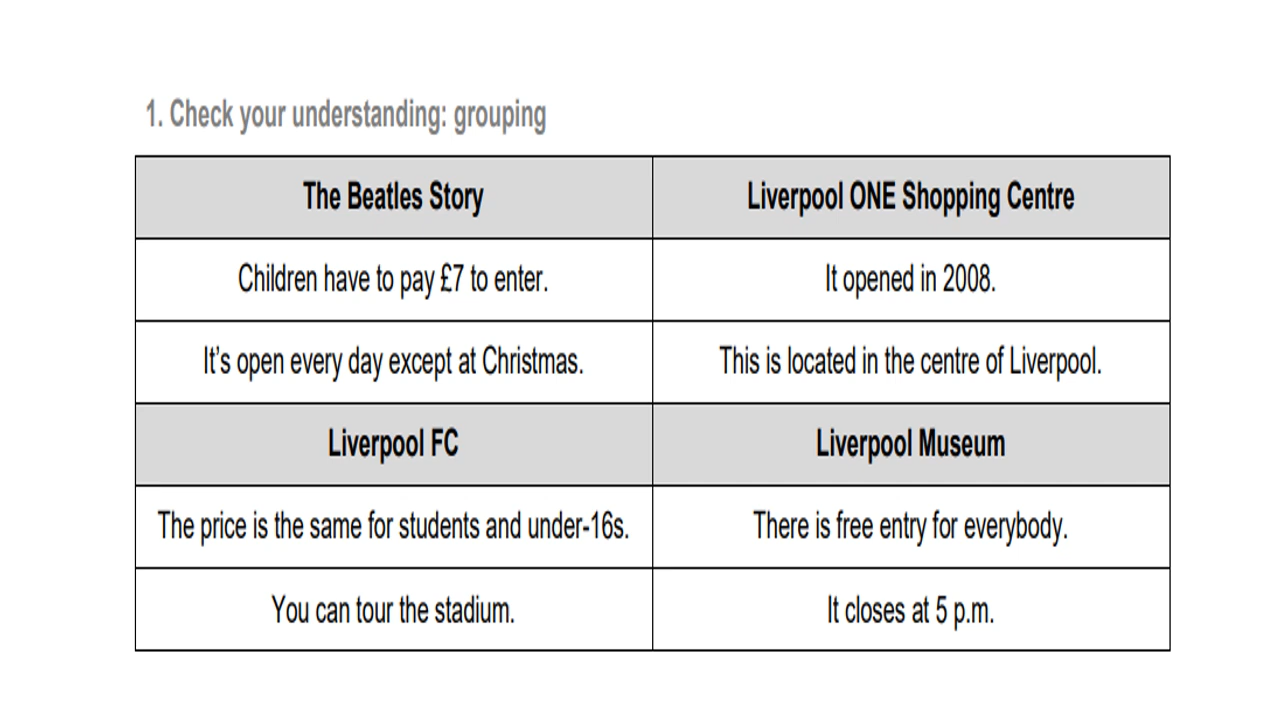 1. Check your understanding: grouping
The Beatles Story
Liverpool ONE Shopping Centre
Children have to pay £7 to enter.
It opened in 2008.
It’s open every day except at Christmas.
This is located in the centre of Liverpool.
Liverpool FC
Liverpool Museum
The price is the same for students and under-16s.
There is free entry for everybody.
You can tour the stadium.
It closes at 5 p.m.